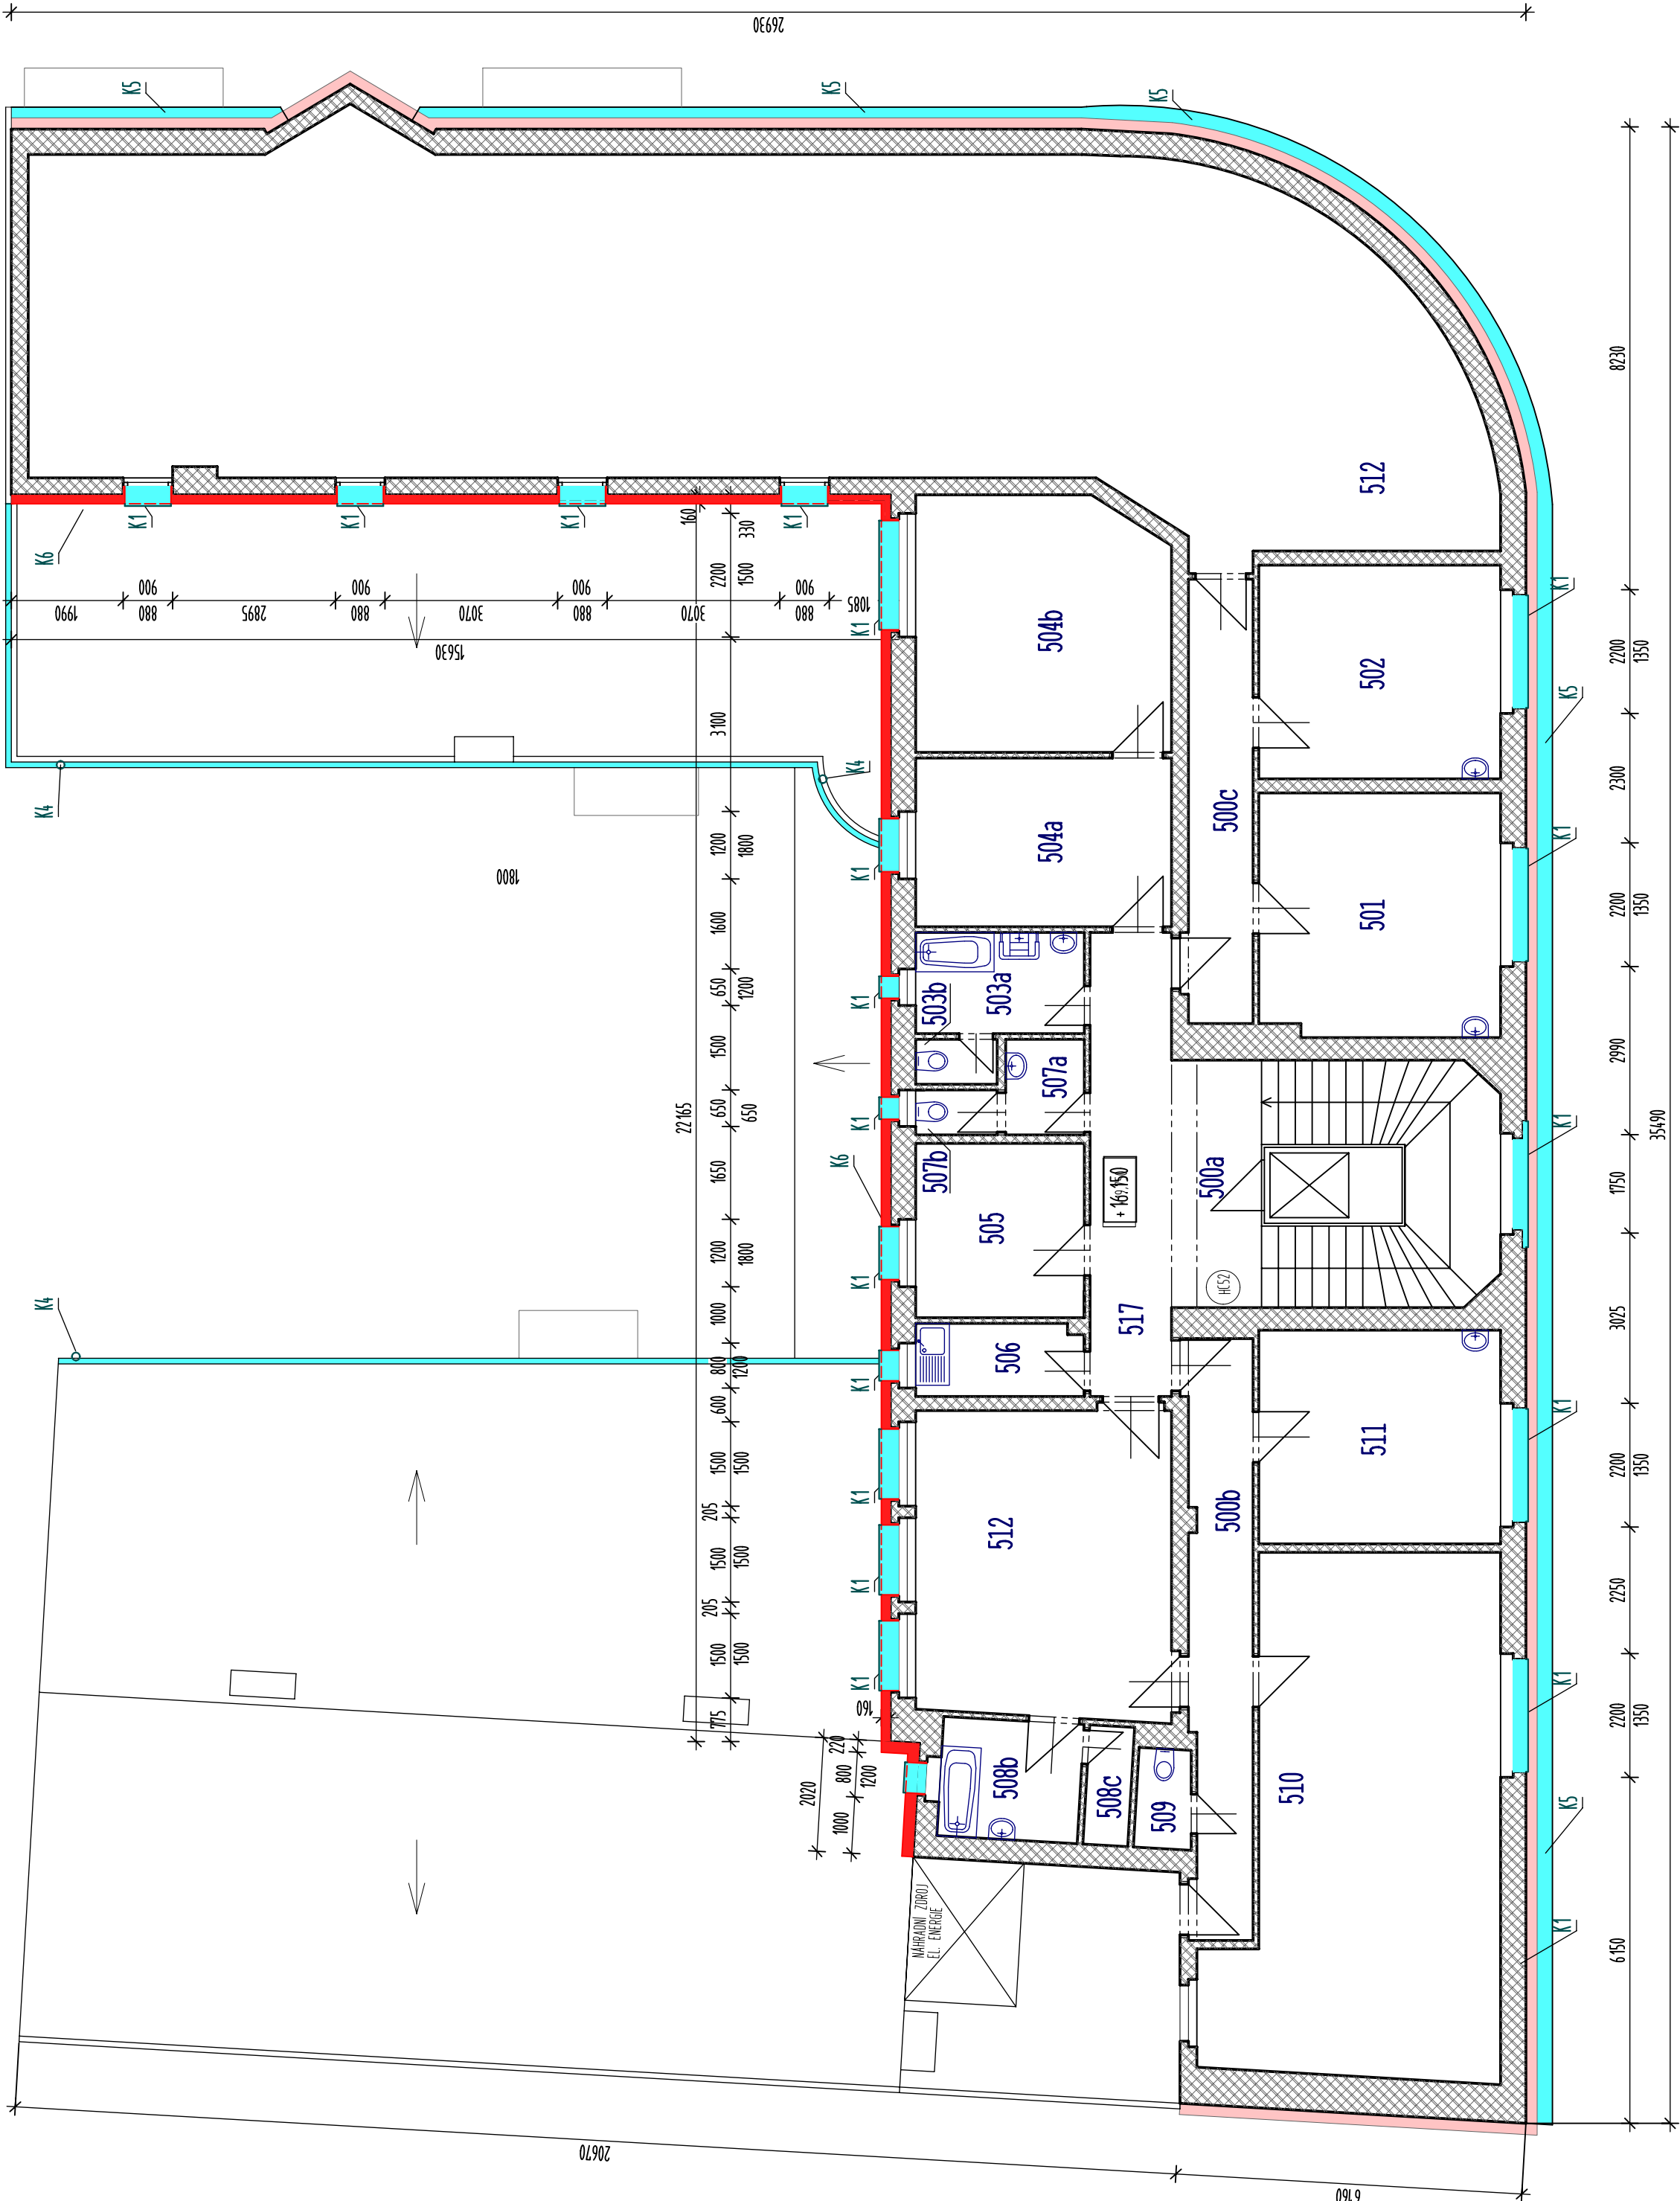 26930
K5
K5
K5
K6
K1
K1
K1
K1
160
1990
900
880
2895
900
880
3070
900
880
3070
900
880
1085
15630
K4
K4
K4
1800
22165
330
2200
1500
3100
1200
1800
1600
650
1200
1500
650
650
1650
1200
1800
1000
800
1200
600
1500
1500
205
1500
1500
205
1500
1500
775
160
220
800
1200
1000
2020
K1
K1
K1
K1
K6
K1
K1
K1
K1
K1
504b
504a
503b
503a
507a
507b
505
506
512
508b
508c
509
NÁHRADNÍ ZDROJ
EL. ENERGIE
517
500a
HC52
500c
500b
512
502
501
511
510
K1
K5
K1
K1
K1
K1
K5
K1
8230
2200
1350
2300
2200
1350
2990
1750
3025
2200
1350
2250
2200
1350
6150
35490
20670
6160